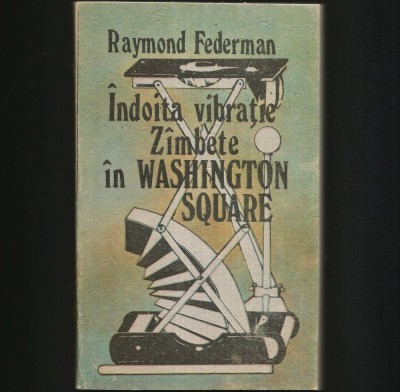 Raymond Federman
Îndoita vibrație
Zîmbete
în WASHINGTON
SQUARE